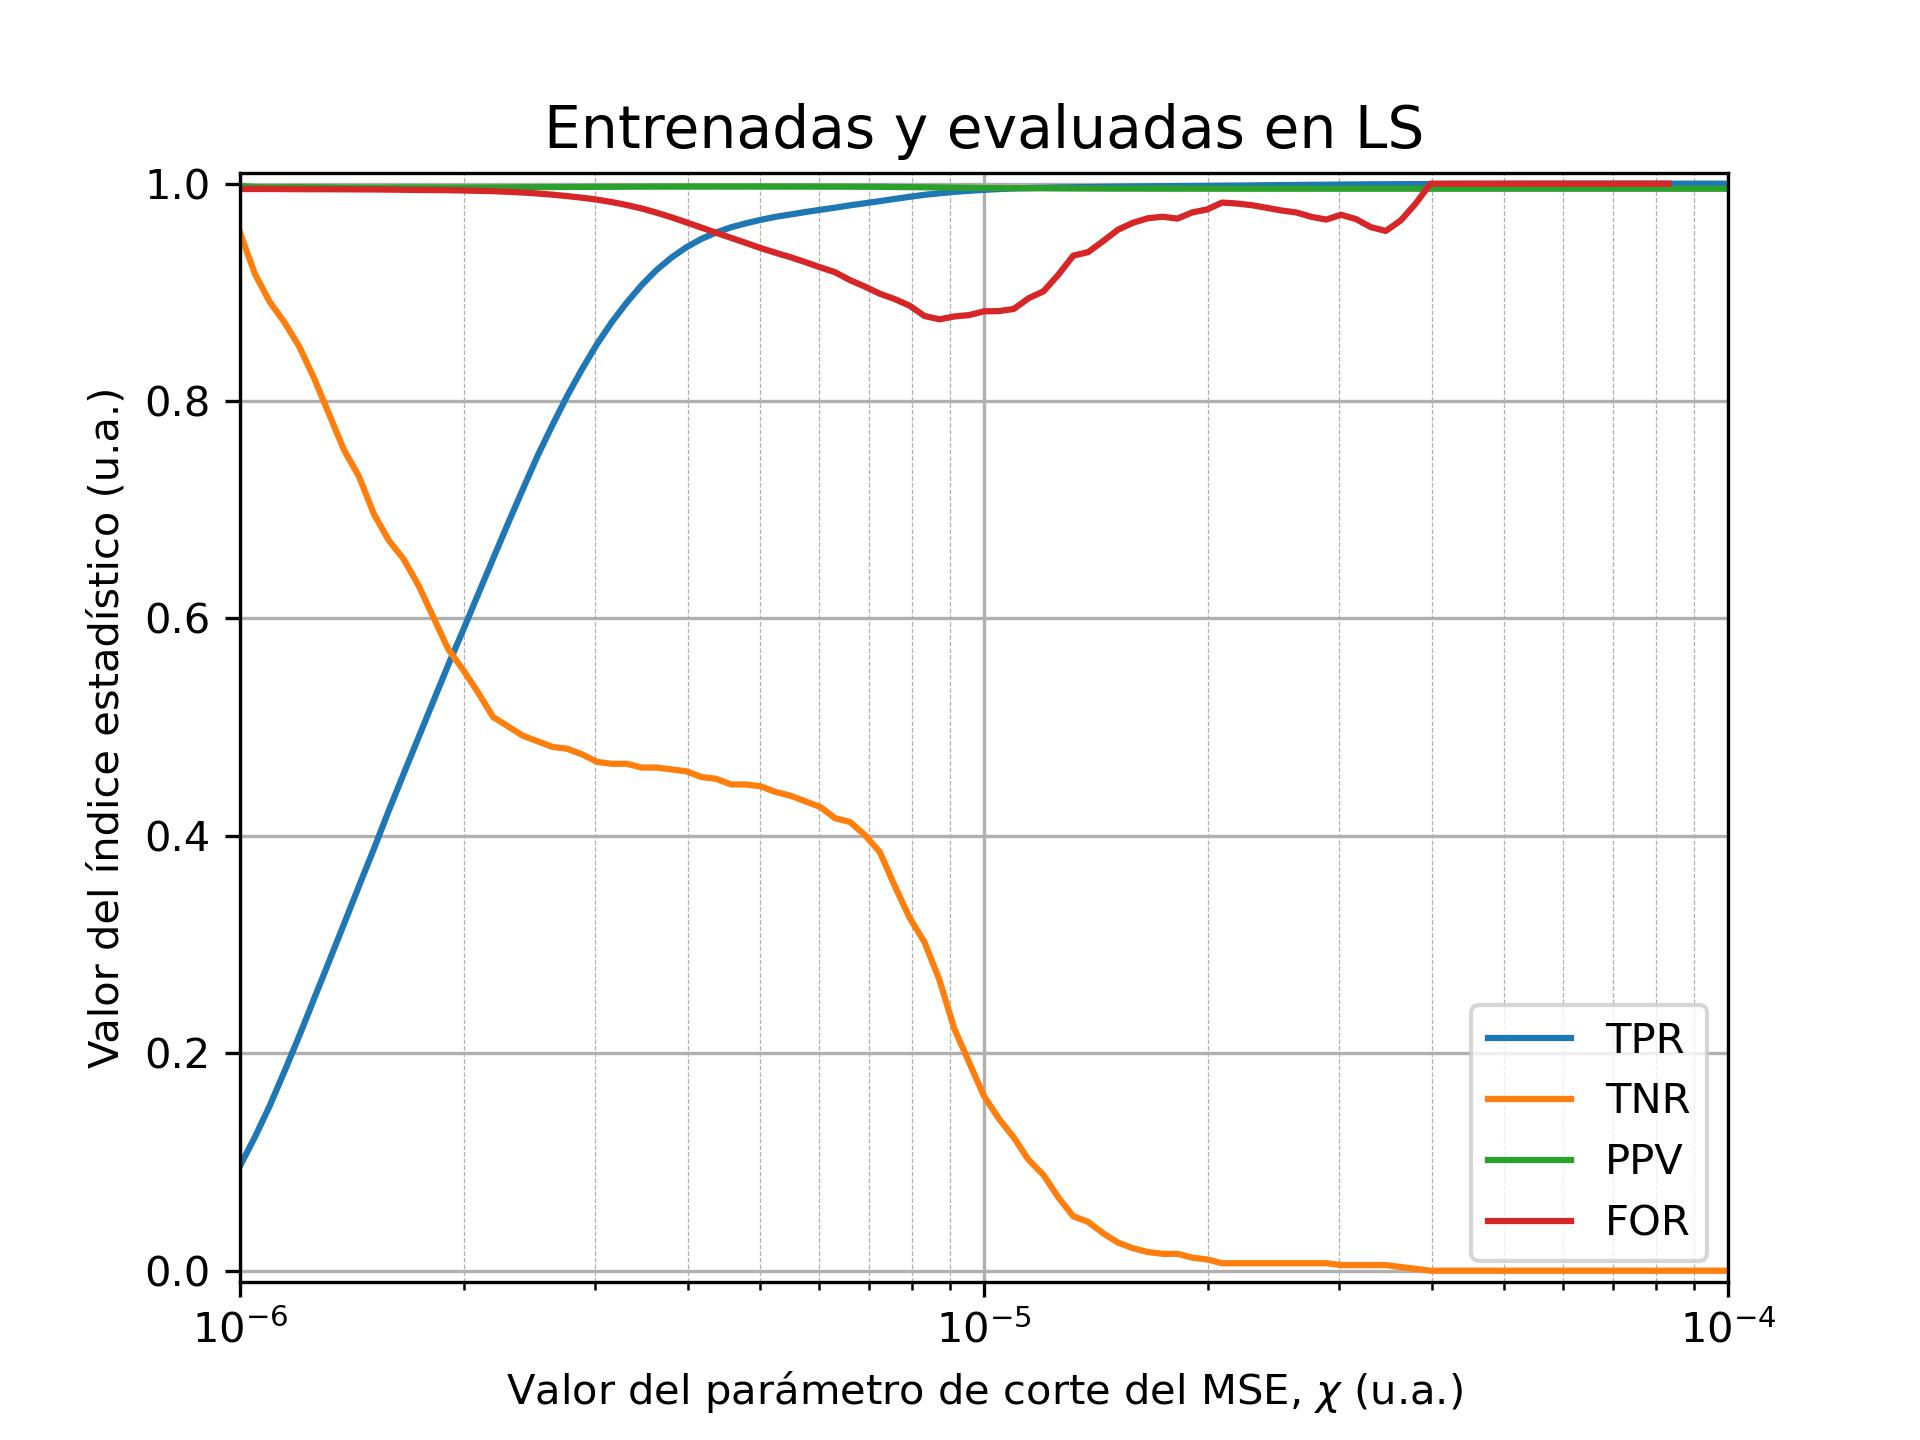 Entrenadas y evaluadas en LS
Valor del índice estadístico (u.a.)
1.0
0.8
0.6
0.4
0.2
0.0
10⁻⁶
10⁻⁵
10⁻⁴
Valor del parámetro de corte del MSE, χ (u.a.)
TPR
TNR
PPV
FOR